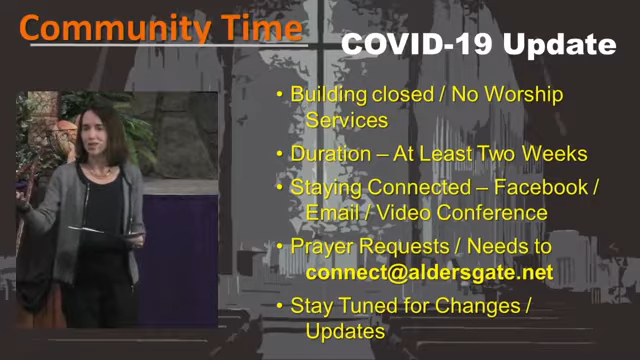 Community Time
COVID-19 Update
• Building closed / No Worship
Services
• Duration – At Least Two Weeks
• Staying Connected – Facebook /
Email / Video Conference
• Prayer Requests / Needs to
connect@aldersgate.net
• Stay Tuned for Changes /
Updates